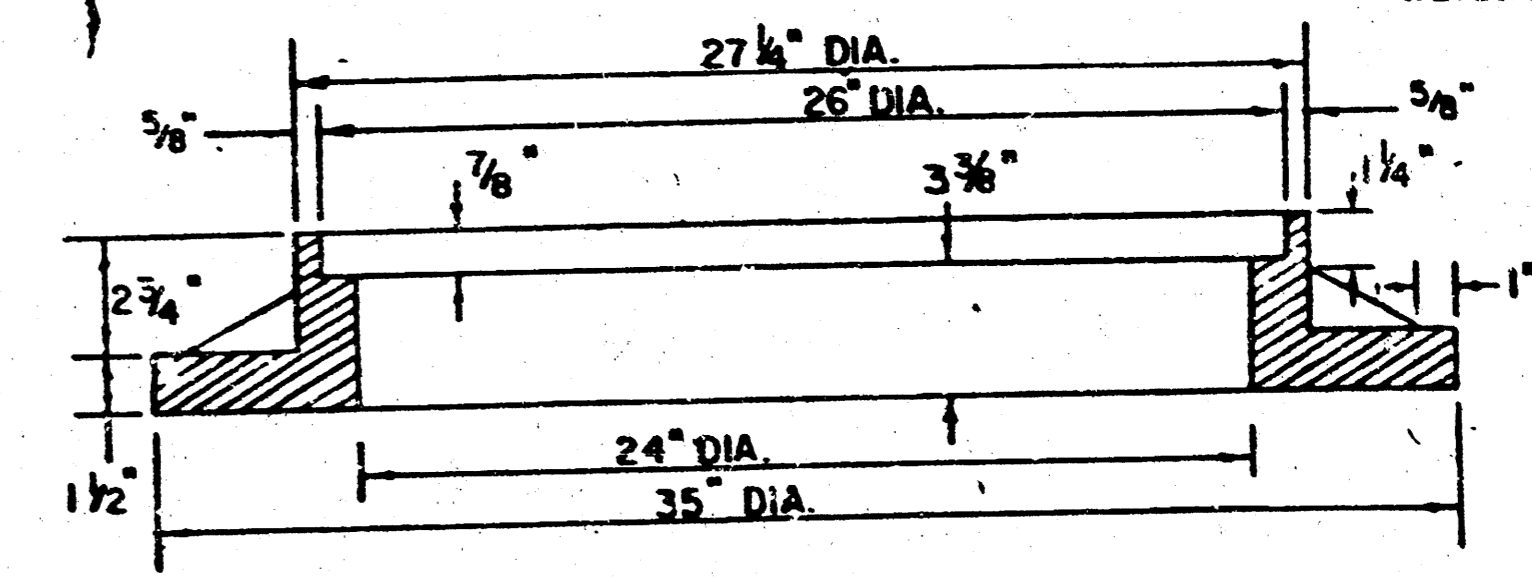 27 1/4" DIA.
26" DIA.
5/8"
5/8"
7/8"
3 3/8"
1 1/4"
2 3/4"
1"
24" DIA.
1 1/2"
35" DIA.